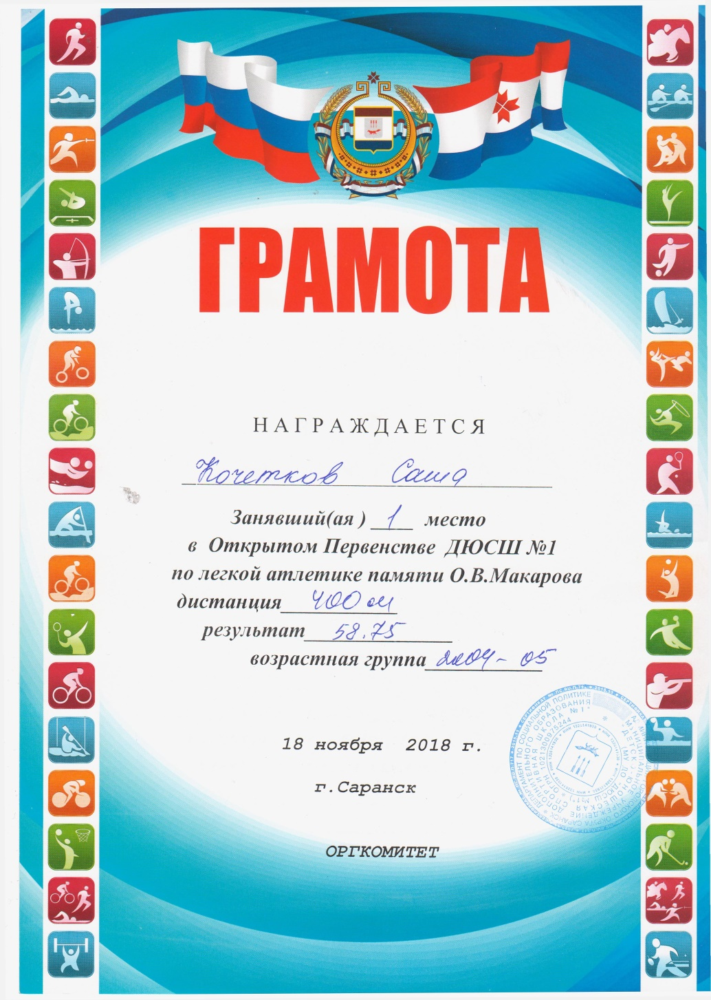 ГРАМОТА
НАГРАЖДАЕТСЯ
Кочетков Саша
Занявший(ая ) 1 место
в Открытом Первенстве ДЮСШ №1
по легкой атлетике памяти О.В.Макарова
дистанция 400 м
результат 58.75
возрастная группа 2004 - 05
18 ноября 2018 г.
г.Саранск
ОРГКОМИТЕТ